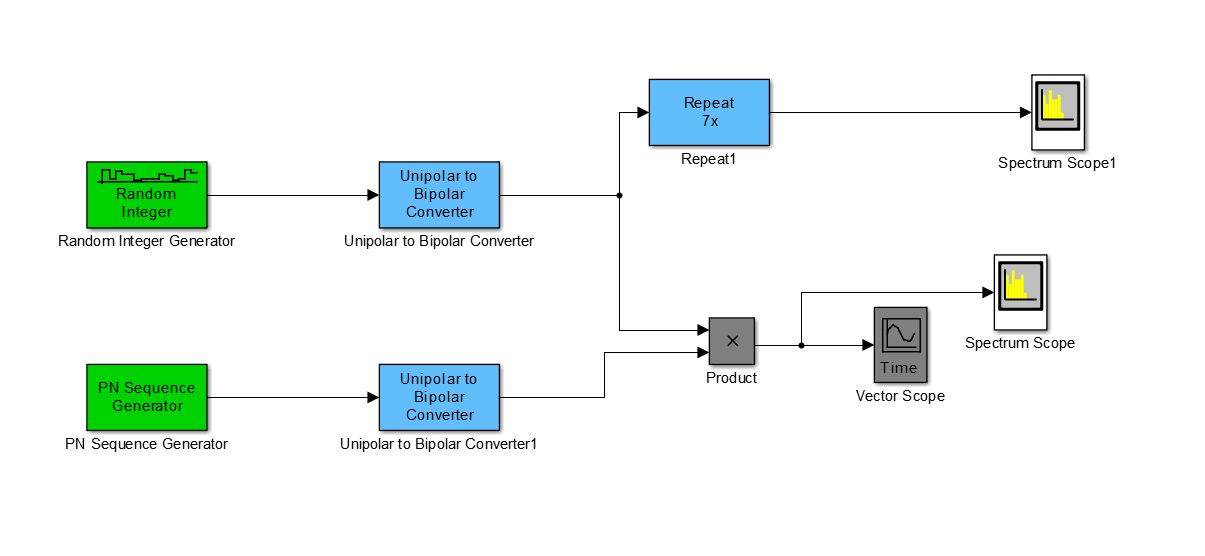 Repeat
7x
Repeat1
Spectrum Scope1
Random
Integer
Random Integer Generator
Unipolar to
Bipolar
Converter
Unipolar to Bipolar Converter
Spectrum Scope
×
Product
Time
Vector Scope
PN Sequence
Generator
PN Sequence Generator
Unipolar to
Bipolar
Converter
Unipolar to Bipolar Converter1